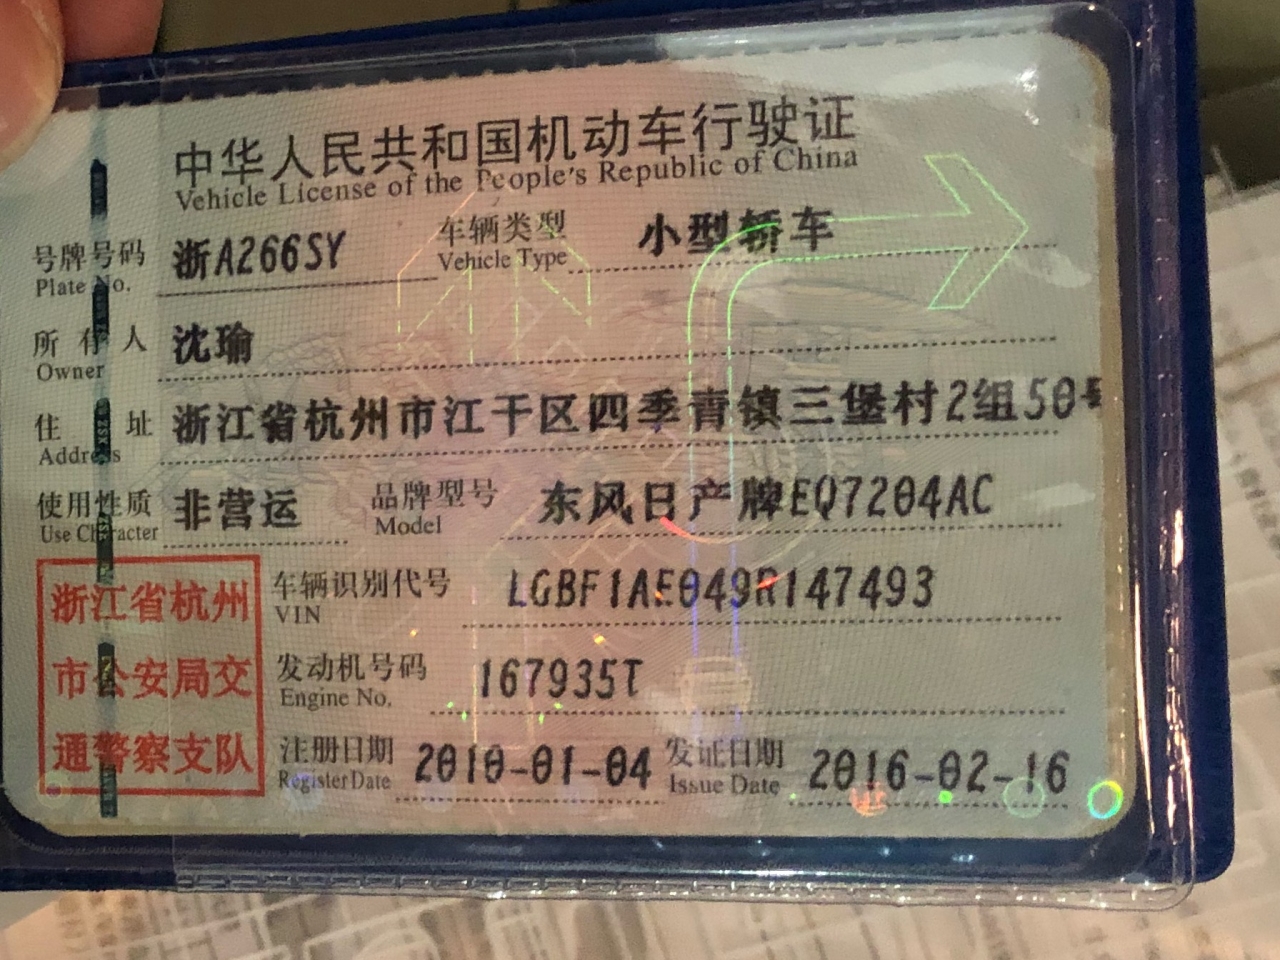 中华人民共和国机动车行驶证
Vehicle License of the People's Republic of China
号牌号码 浙A266SY 车辆类型 小型轿车
Plate No. Vehicle Type
所有人 沈瑜
Owner
住址 浙江省杭州市江干区四季青镇三堡村2组50号
Address
使用性质 非营运 品牌型号 东风日产牌EQ7204AC
Use Character Model
浙江省杭州 车辆识别代号 LGBF1AE049R147493
VIN
市公安局交 发动机号码 167935T
Engine No.
通警察支队 注册日期 2010-01-04 发证日期 2016-02-16
Register Date Issue Date